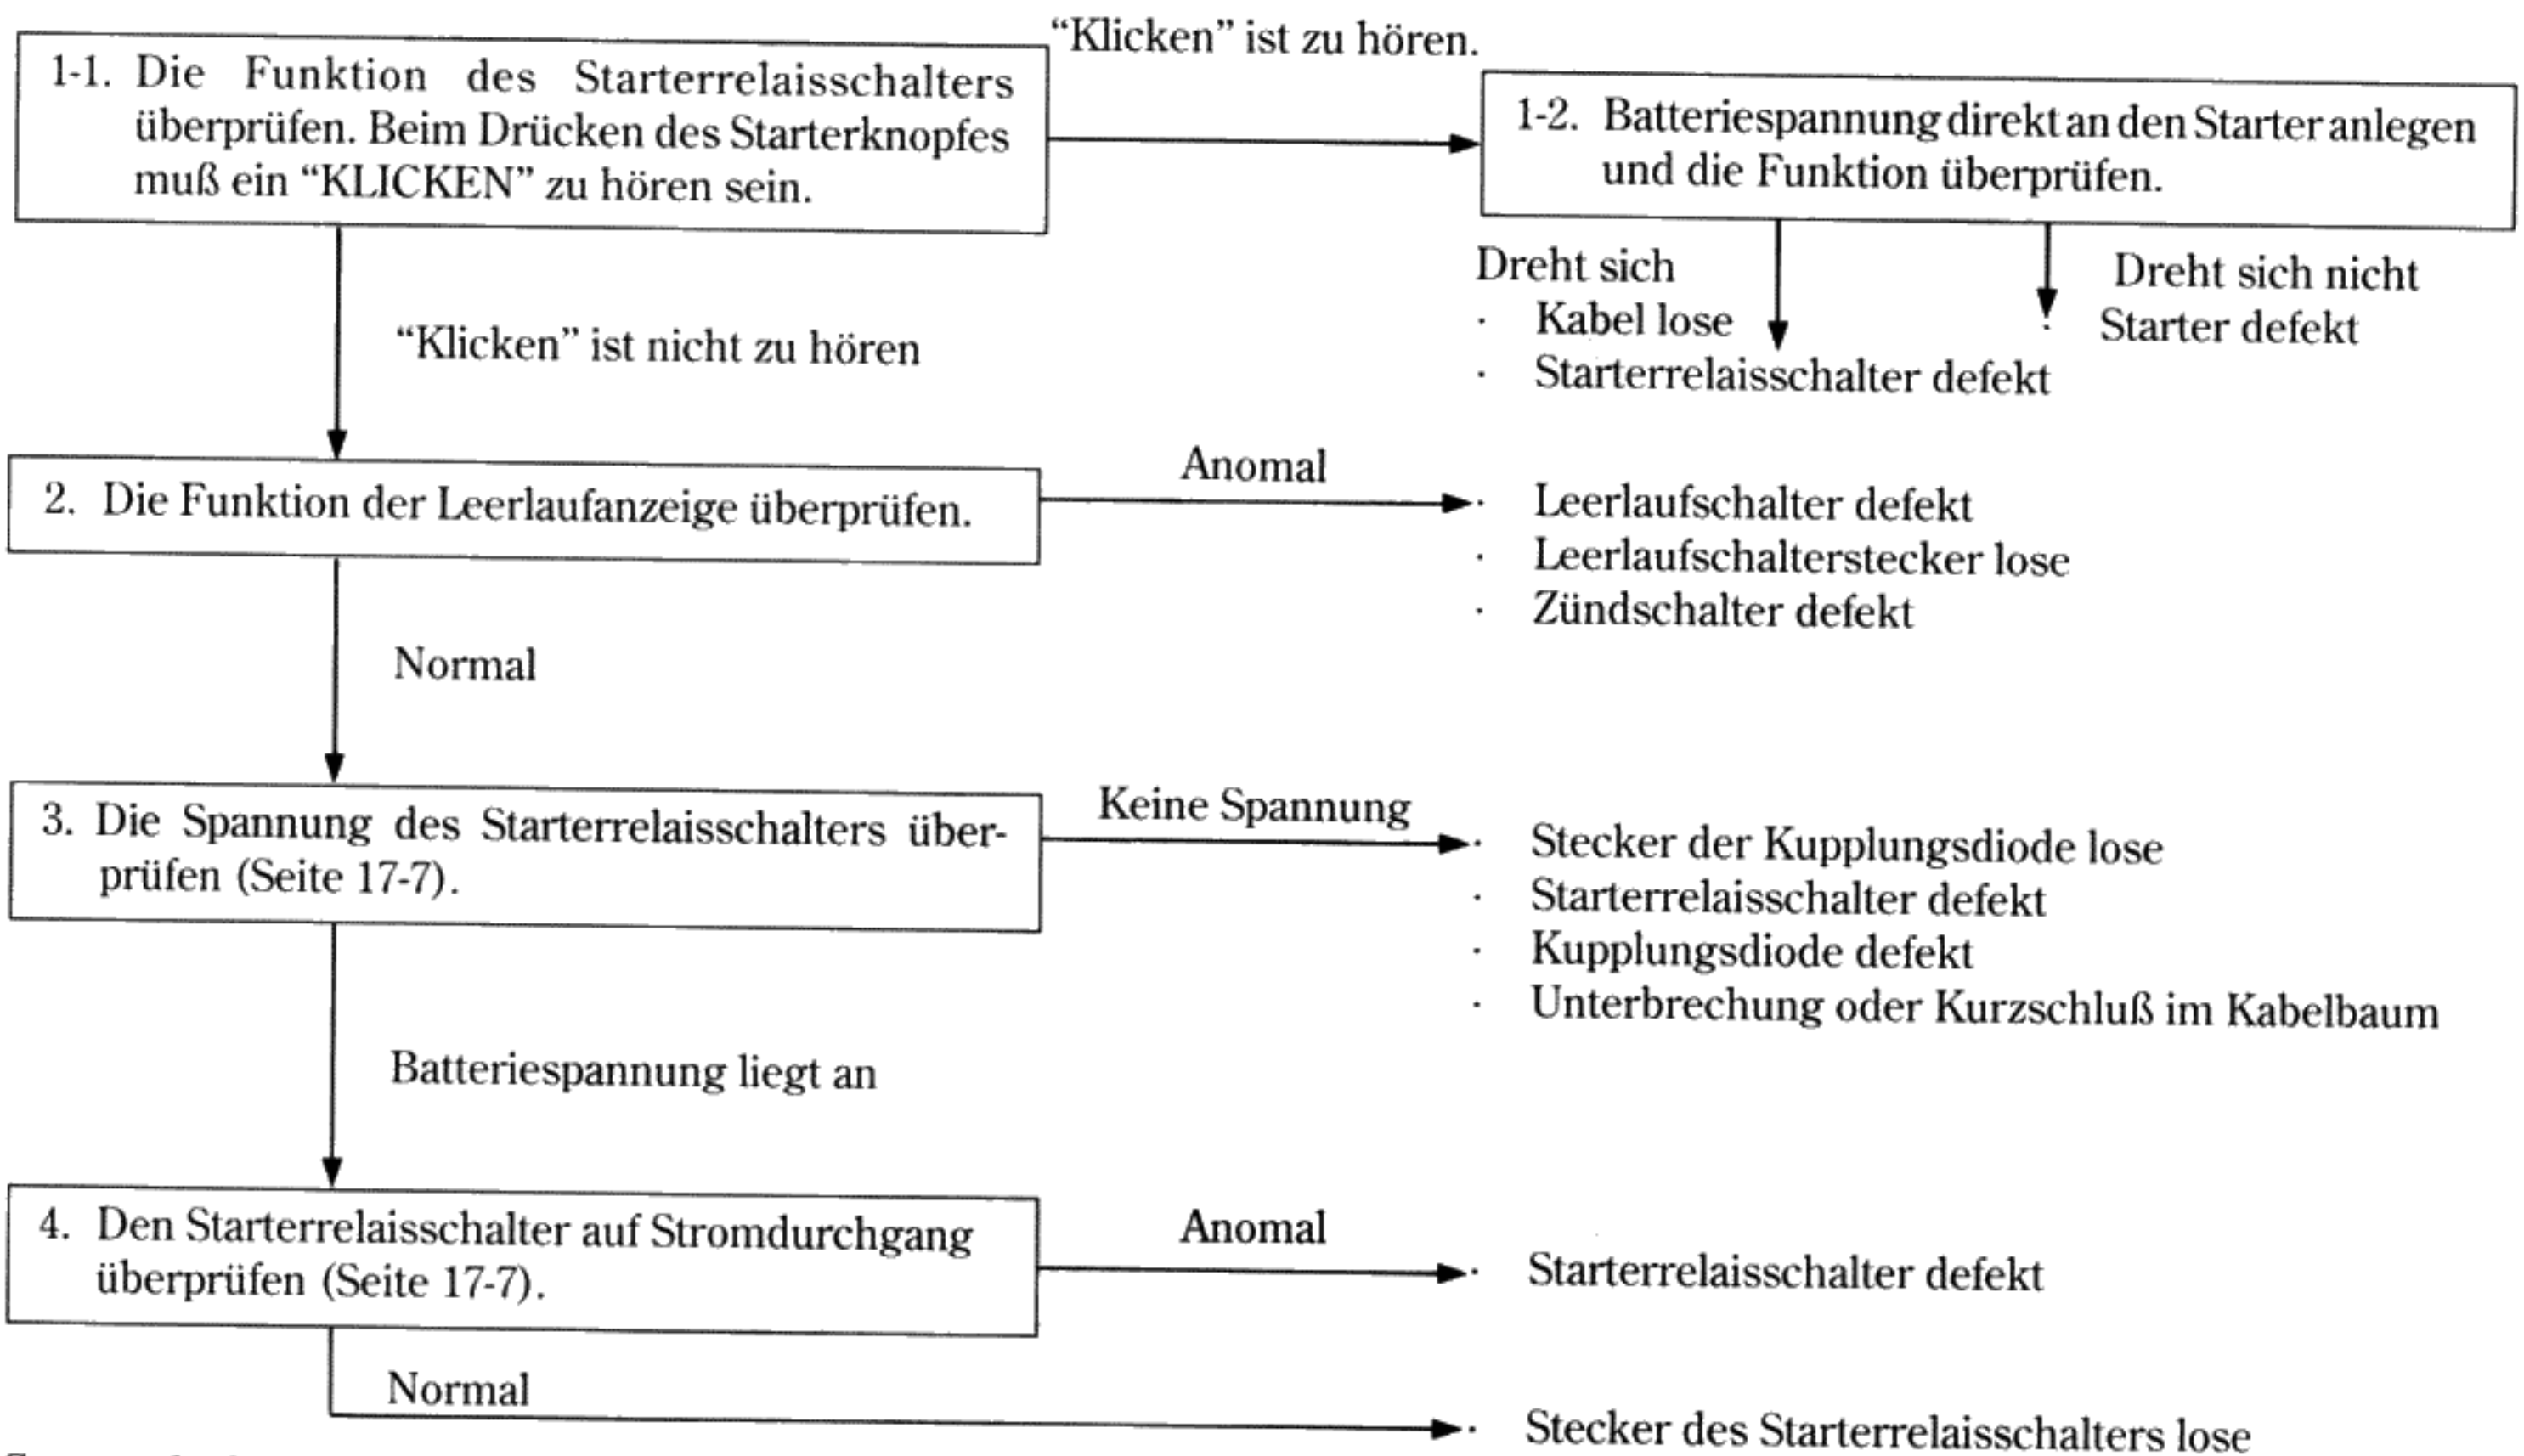 “Klicken” ist zu hören.
1-1. Die Funktion des Starterrelaisschalters
überprüfen. Beim Drücken des Starterknopfes
muß ein “KLICKEN” zu hören sein.
1-2. Batteriespannung direkt an den Starter anlegen
und die Funktion überprüfen.
Dreht sich
· Kabel lose
· Starterrelaisschalter defekt
Dreht sich nicht
· Starter defekt
“Klicken” ist nicht zu hören
2. Die Funktion der Leerlaufanzeige überprüfen.
Anomal
· Leerlaufschalter defekt
· Leerlaufschalterstecker lose
· Zündschalter defekt
Normal
3. Die Spannung des Starterrelaisschalters über-
prüfen (Seite 17-7).
Keine Spannung
· Stecker der Kupplungsdiode lose
· Starterrelaisschalter defekt
· Kupplungsdiode defekt
· Unterbrechung oder Kurzschluß im Kabelbaum
Batteriespannung liegt an
4. Den Starterrelaisschalter auf Stromdurchgang
überprüfen (Seite 17-7).
Anomal
· Starterrelaisschalter defekt
Normal
· Stecker des Starterrelaisschalters lose